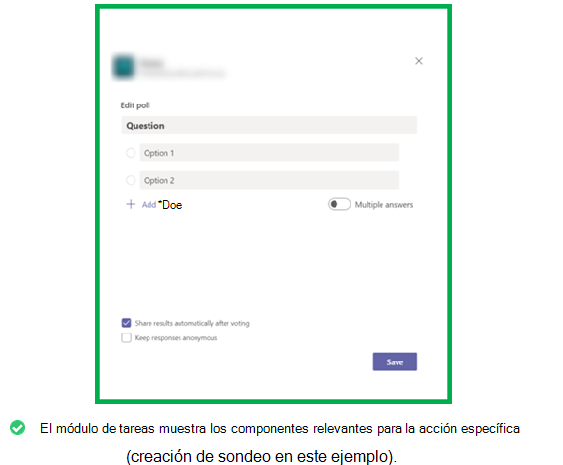 Edit poll
Question
Option 1
Option 2
Add *Doe
Multiple answers
Share results automatically after voting
Keep responses anonymous
Save
El módulo de tareas muestra los componentes relevantes para la acción específica
(creación de sondeo en este ejemplo).